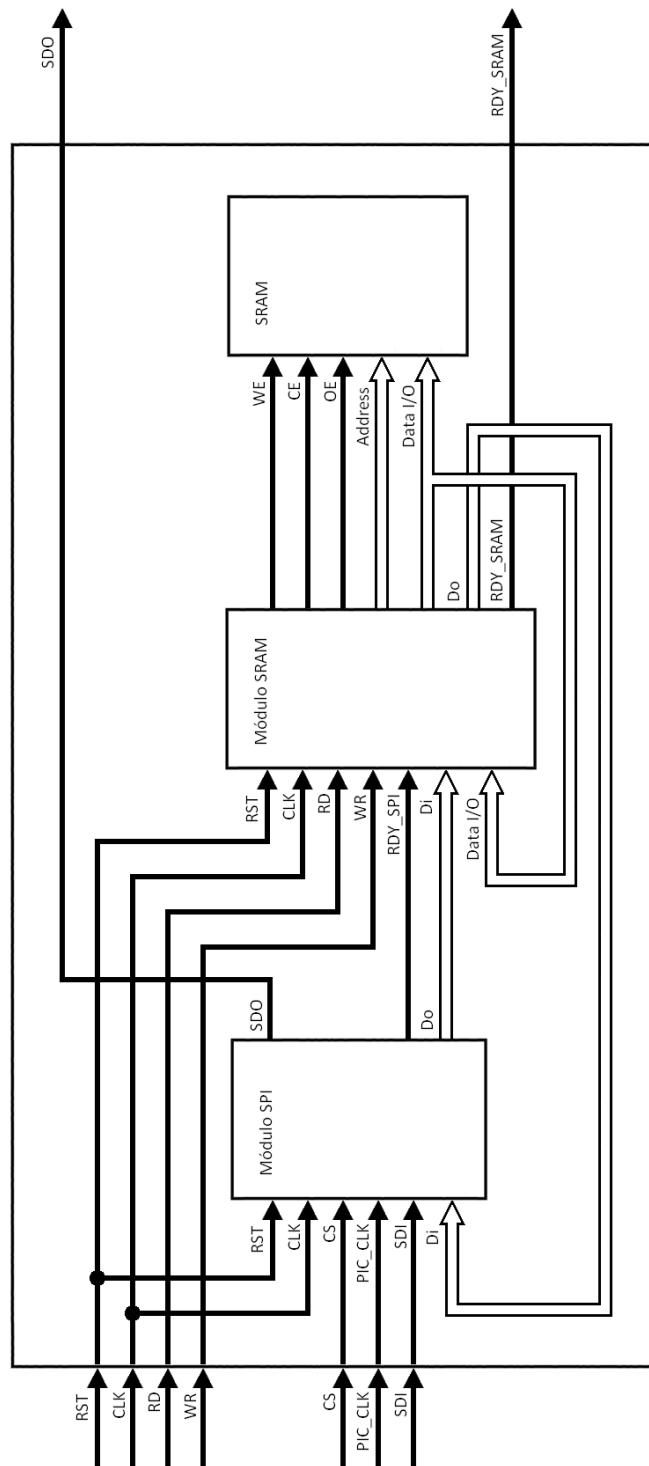 SDO
RDY_SRAM
SRAM
WE
CE
OE
Address
Data I/O
Do
RDY_SRAM
Módulo SRAM
RST
CLK
RD
WR
RDY_SPI
Di
Data I/O
SDO
Do
Módulo SPI
RST
CLK
CS
PIC_CLK
SDI
Di
RST
CLK
RD
WR
CS
PIC_CLK
SDI